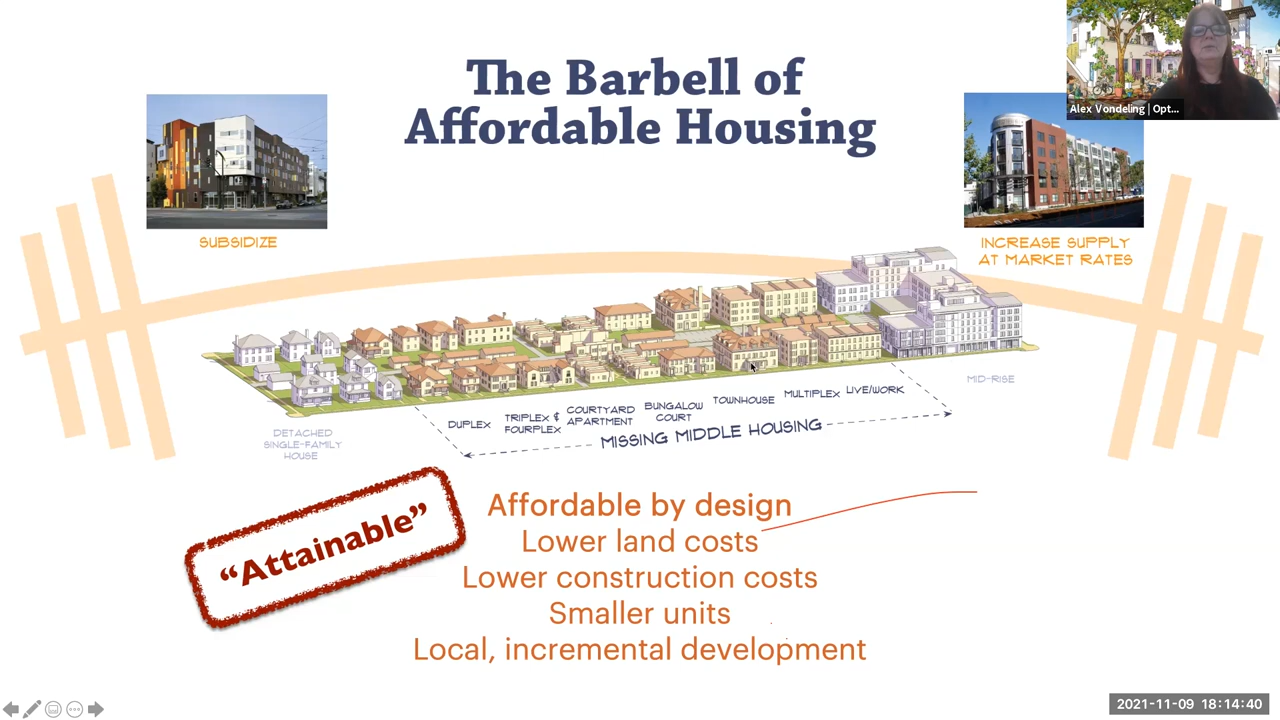 The Barbell of
Affordable Housing
Alex Vondeling | Opt...
SUBSIDIZE
INCREASE SUPPLY
AT MARKET RATES
MID-RISE
DETACHED
SINGLE-FAMILY
HOUSE
DUPLEX
TRIPLEX &
FOURPLEX
COURTYARD
APARTMENT
BUNGALOW
COURT
TOWNHOUSE
MULTIPLEX
LIVE/WORK
MISSING MIDDLE HOUSING
“Attainable”
Affordable by design
Lower land costs
Lower construction costs
Smaller units
Local, incremental development
2021-11-09 18:14:40